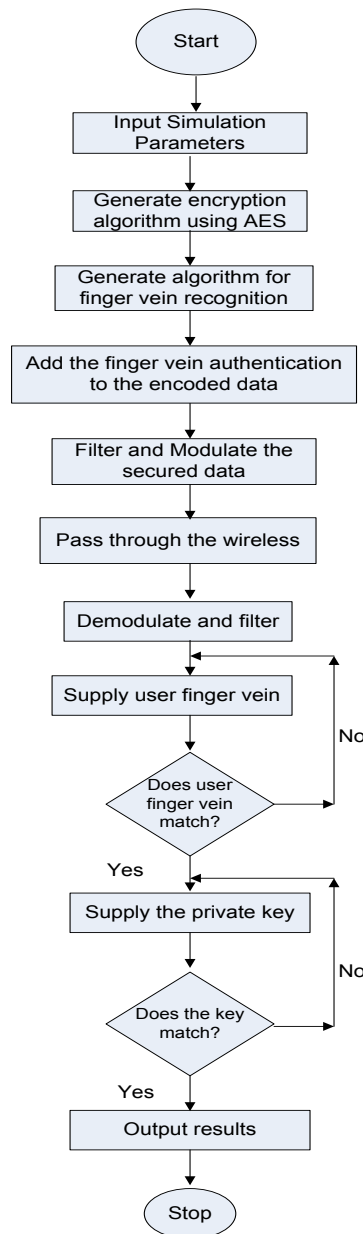 Start
Input Simulation
Parameters
Generate encryption
algorithm using AES
Generate algorithm for
finger vein recognition
Add the finger vein authentication
to the encoded data
Filter and Modulate the
secured data
Pass through the wireless
Demodulate and filter
Supply user finger vein
No
Does user
finger vein
match?
Yes
Supply the private key
No
Does the key
match?
Yes
Output results
Stop